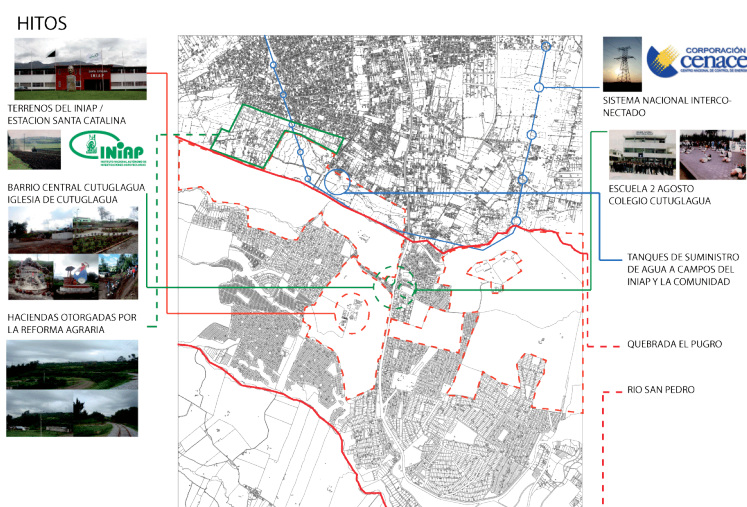 HITOS
TERRENOS DEL INIAP /
ESTACION SANTA CATALINA
INIAP
BARRIO CENTRAL CUTUGLAGUA
IGLESIA DE CUTUGLAGUA
HACIENDAS OTORGADAS POR
LA REFORMA AGRARIA
CORPORACIÓN
cenace
CENTRO NACIONAL DE CONTROL DE ENERGÍA
SISTEMA NACIONAL INTERCO-
NECTADO
ESCUELA 2 AGOSTO
COLEGIO CUTUGLAGUA
TANQUES DE SUMINISTRO
DE AGUA A CAMPOS DEL
INIAP Y LA COMUNIDAD
QUEBRADA EL PUGRO
RIO SAN PEDRO